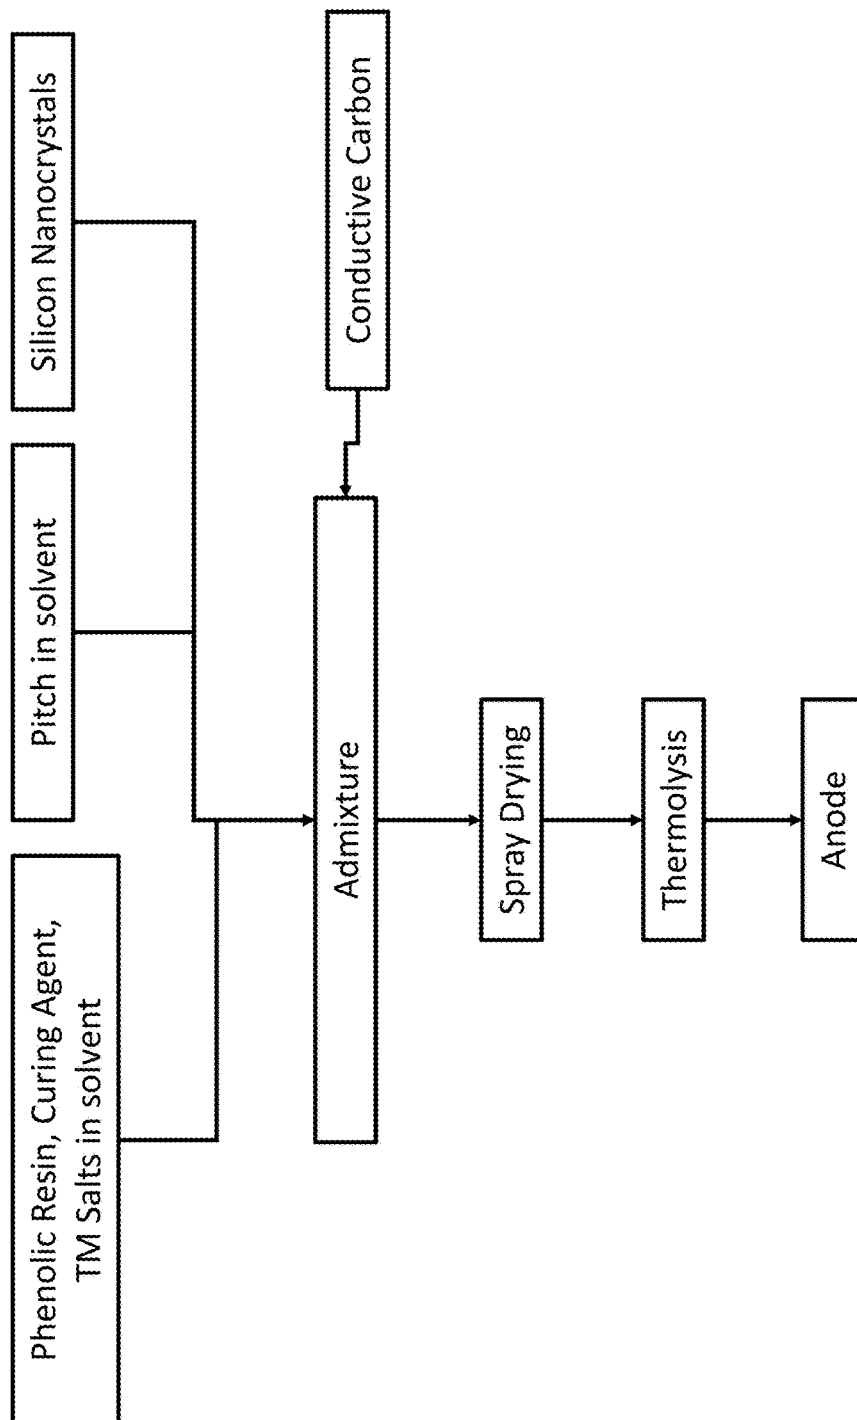 Phenolic Resin, Curing Agent,
TM Salts in solvent
Pitch in solvent
Silicon Nanocrystals
Admixture
Conductive Carbon
Spray Drying
Thermolysis
Anode